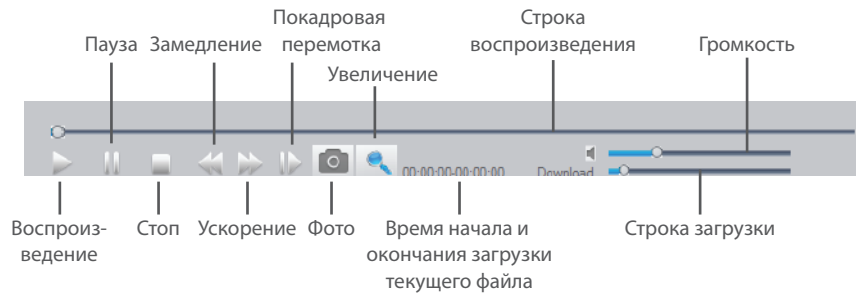 Пауза
Замедление
Покадровая
перемотка
Увеличение
Строка
воспроизведения
Громкость
00:00:00-00:00:00
Download
Воспроиз-
ведение
Стоп
Ускорение
Фото
Время начала и
окончания загрузки
текущего файла
Строка загрузки